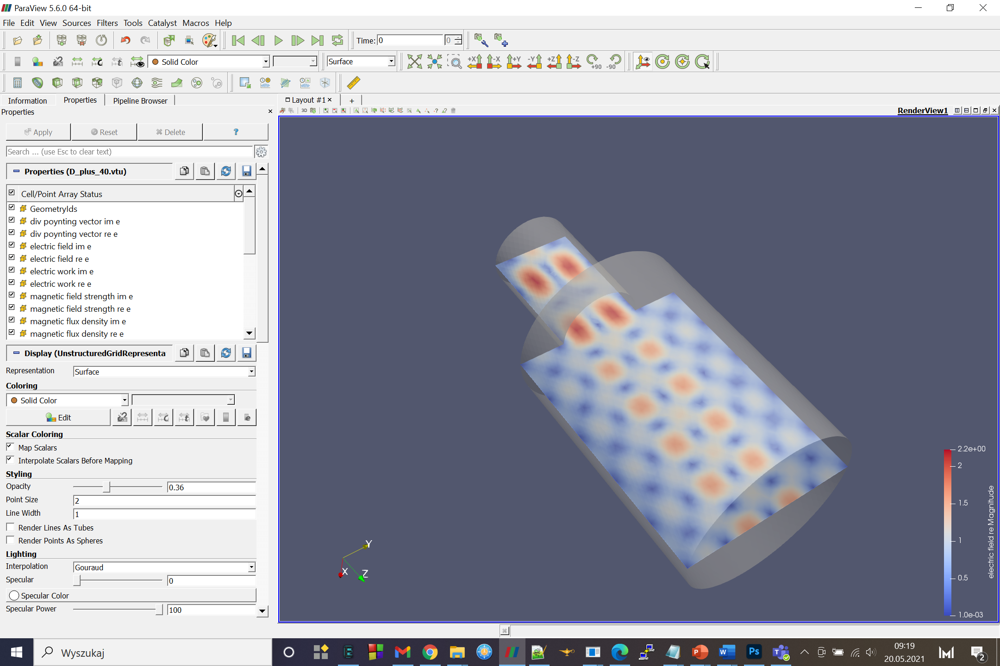 ParaView 5.6.0 64-bit
File Edit View Sources Filters Tools Catalyst Macros Help
Time: 0 0
Solid Color Surface +X -X +Y -Y +Z -Z +90 -90
Information Properties Pipeline Browser
Layout #1 × +
Properties
3D
RenderView1
Apply Reset Delete ?
Search ... (use Esc to clear text)
Properties (D_plus_40.vtu)
Cell/Point Array Status
GeometryIds
div poynting vector im e
div poynting vector re e
electric field im e
electric field re e
electric work im e
electric work re e
magnetic field strength im e
magnetic field strength re e
magnetic flux density im e
magnetic flux density re e
Display (UnstructuredGridRepresenta
Representation Surface
Coloring
Solid Color
Edit
Scalar Coloring
Map Scalars
Interpolate Scalars Before Mapping
Styling
Opacity 0.36
Point Size 2
Line Width 1
Render Lines As Tubes
Render Points As Spheres
Lighting
Interpolation Gouraud
Specular 0
Specular Color
Specular Power 100
Y
X
Z
2.2e+00
2
1.5
1
0.5
1.0e-03
electric field re Magnitude
Wyszukaj
09:19
20.05.2021
2